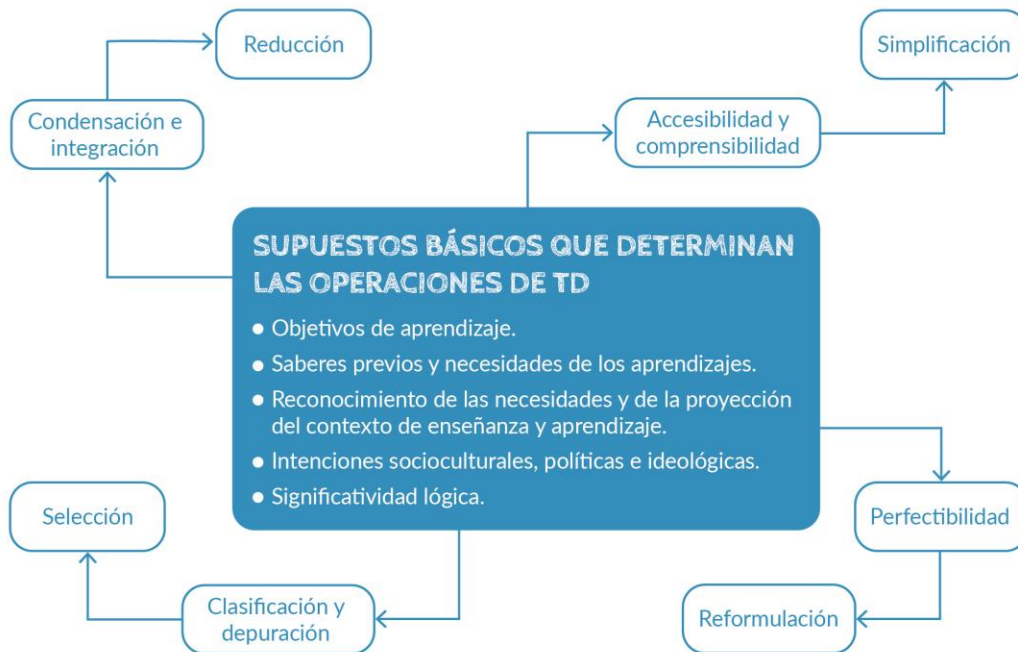 Reducción
Simplificación
Condensación e
integración
Accesibilidad y
comprensibilidad
SUPUESTOS BÁSICOS QUE DETERMINAN
LAS OPERACIONES DE TD
• Objetivos de aprendizaje.
• Saberes previos y necesidades de los aprendizajes.
• Reconocimiento de las necesidades y de la proyección
del contexto de enseñanza y aprendizaje.
• Intenciones socioculturales, políticas e ideológicas.
• Significatividad lógica.
Selección
Perfectibilidad
Clasificación y
depuración
Reformulación